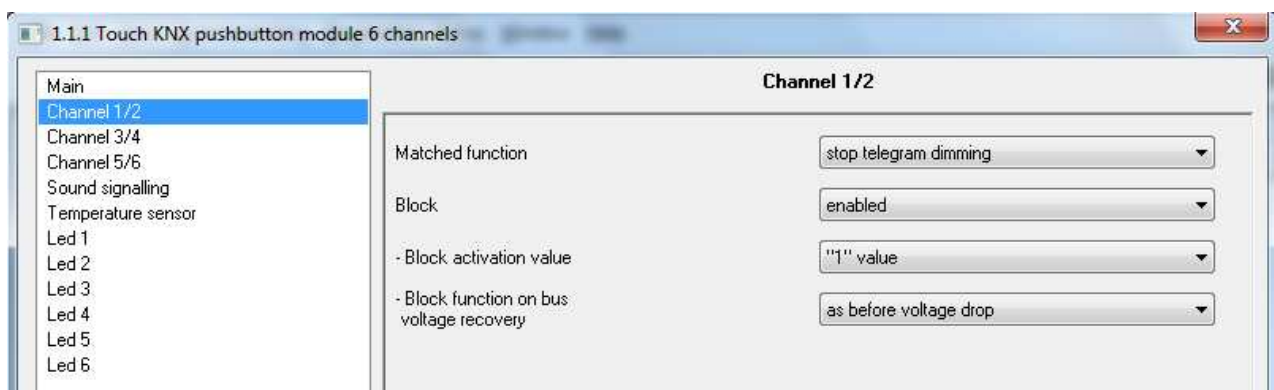 1.1.1 Touch KNX pushbutton module 6 channels
Main
Channel 1/2
Channel 3/4
Channel 5/6
Sound signalling
Temperature sensor
Led 1
Led 2
Led 3
Led 4
Led 5
Led 6
Channel 1/2
Matched function
stop telegram dimming
Block
enabled
- Block activation value
"1" value
- Block function on bus
voltage recovery
as before voltage drop